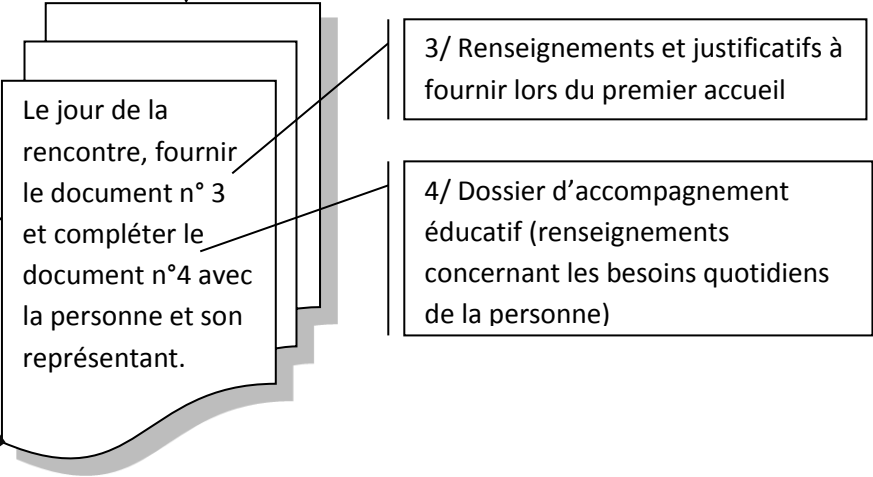 Le jour de la
rencontre, fournir
le document n° 3
et compléter le
document n°4 avec
la personne et son
représentant.
3/ Renseignements et justificatifs à
fournir lors du premier accueil
4/ Dossier d’accompagnement
éducatif (renseignements
concernant les besoins quotidiens
de la personne)